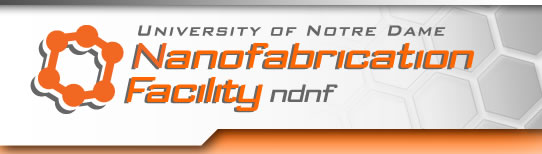 University of Notre Dame
Nanofabrication
Facility ndnf